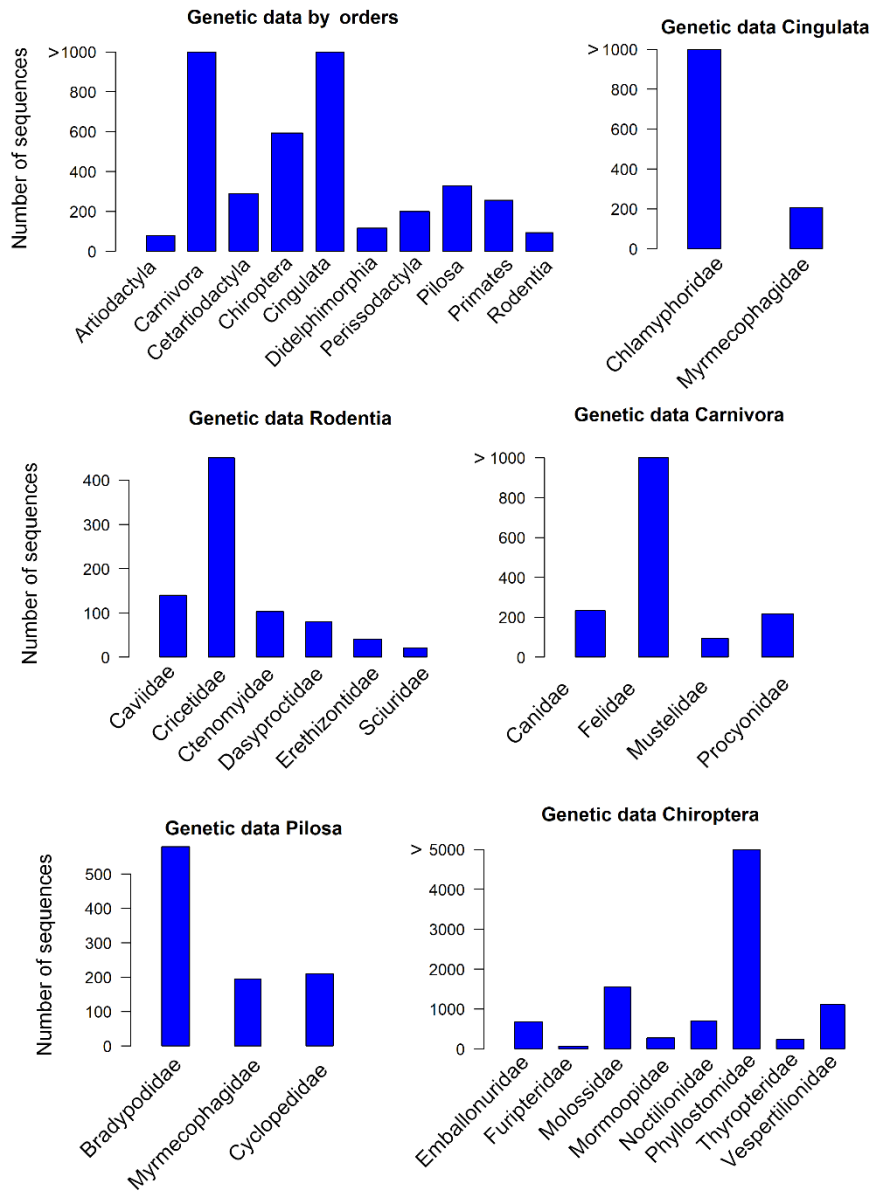 Genetic data by orders
Number of sequences
> 1000
800
600
400
200
0
Artiodactyla
Carnivora
Cetartiodactyla
Chiroptera
Cingulata
Didelphimorphia
Perissodactyla
Pilosa
Primates
Rodentia
Genetic data Cingulata
> 1000
800
600
400
200
0
Chlamyphoridae
Myrmecophagidae
Genetic data Rodentia
Number of sequences
400
300
200
100
0
Caviidae
Cricetidae
Ctenomyidae
Dasyproctidae
Erethizontidae
Sciuridae
Genetic data Carnivora
> 1000
800
600
400
200
0
Canidae
Felidae
Mustelidae
Procyonidae
Genetic data Pilosa
Number of sequences
500
400
300
200
100
0
Bradypodidae
Myrmecophagidae
Cyclopedidae
Genetic data Chiroptera
> 5000
4000
3000
2000
1000
0
Emballonuridae
Furipteridae
Molossidae
Mormoopidae
Noctilionidae
Phyllostomidae
Thyropteridae
Vespertilionidae